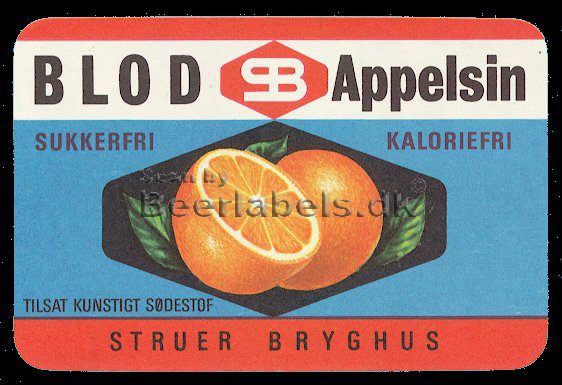 BLOD SB Appelsin
SUKKERFRI KALORIEFRI
Scan by
Beerlabels.dk
TILSAT KUNSTIGT SØDESTOF
STRUER BRYGHUS